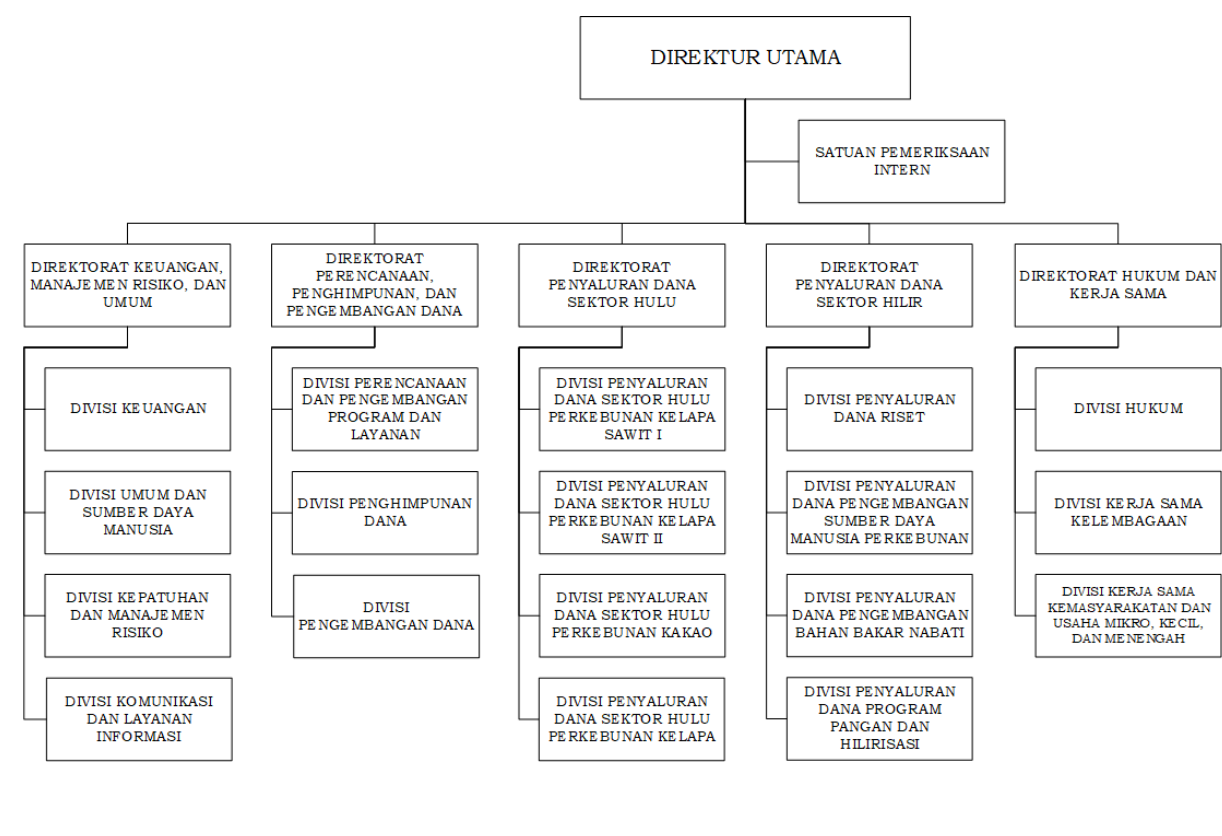 DIREKTUR UTAMA
SATUAN PEMERIKSAAN
INTERN
DIREKTORAT KEUANGAN,
MANAJEMEN RISIKO, DAN
UMUM
DIREKTORAT
PERENCANAAN,
PENGHIMPUNAN, DAN
PENGEMBANGAN DANA
DIREKTORAT
PENYALURAN DANA
SEKTOR HULU
DIREKTORAT
PENYALURAN DANA
SEKTOR HILIR
DIREKTORAT HUKUM DAN
KERJA SAMA
DIVISI KEUANGAN
DIVISI UMUM DAN
SUMBER DAYA
MANUSIA
DIVISI KEPATUHAN
DAN MANAJEMEN
RISIKO
DIVISI KOMUNIKASI
DAN LAYANAN
INFORMASI
DIVISI PERENCANAAN
DAN PENGEMBANGAN
PROGRAM DAN
LAYANAN
DIVISI PENGHIMPUNAN
DANA
DIVISI
PENGEMBANGAN DANA
DIVISI PENYALURAN
DANA SEKTOR HULU
PERKEBUNAN KELAPA
SAWIT I
DIVISI PENYALURAN
DANA SEKTOR HULU
PERKEBUNAN KELAPA
SAWIT II
DIVISI PENYALURAN
DANA SEKTOR HULU
PERKEBUNAN KAKAO
DIVISI PENYALURAN
DANA SEKTOR HULU
PERKEBUNAN KELAPA
DIVISI PENYALURAN
DANA RISET
DIVISI PENYALURAN
DANA PENGEMBANGAN
SUMBER DAYA
MANUSIA PERKEBUNAN
DIVISI PENYALURAN
DANA PENGEMBANGAN
BAHAN BAKAR NABATI
DIVISI PENYALURAN
DANA PROGRAM
PANGAN DAN
HILIRISASI
DIVISI HUKUM
DIVISI KERJA SAMA
KELEMBAGAAN
DIVISI KERJA SAMA
KEMASYARAKATAN DAN
USAHA MIKRO, KECIL,
DAN MENENGAH